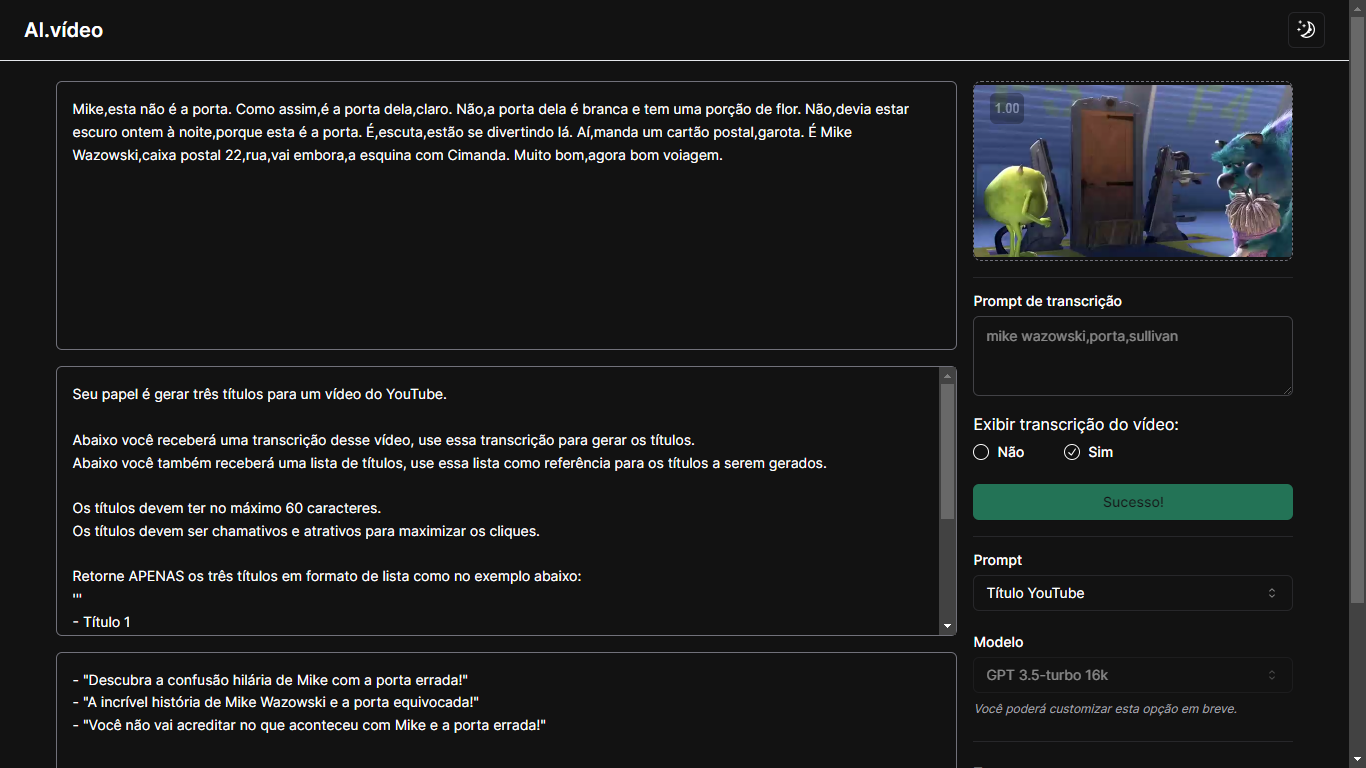 AI.vídeo
Mike,esta não é a porta. Como assim,é a porta dela,claro. Não,a porta dela é branca e tem uma porção de flor. Não,devia estar
escuro ontem à noite,porque esta é a porta. É,escuta,estão se divertindo lá. Aí,manda um cartão postal,garota. É Mike
Wazowski,caixa postal 22,rua,vai embora,a esquina com Cimanda. Muito bom,agora bom voiagem.
Seu papel é gerar três títulos para um vídeo do YouTube.
Abaixo você receberá uma transcrição desse vídeo, use essa transcrição para gerar os títulos.
Abaixo você também receberá uma lista de títulos, use essa lista como referência para os títulos a serem gerados.
Os títulos devem ter no máximo 60 caracteres.
Os títulos devem ser chamativos e atrativos para maximizar os cliques.
Retorne APENAS os três títulos em formato de lista como no exemplo abaixo:
'''
- Título 1
- "Descubra a confusão hilária de Mike com a porta errada!"
- "A incrível história de Mike Wazowski e a porta equivocada!"
- "Você não vai acreditar no que aconteceu com Mike e a porta errada!"
1.00
F4
Prompt de transcrição
mike wazowski,porta,sullivan
Exibir transcrição do vídeo:
Não
Sim
Sucesso!
Prompt
Título YouTube
Modelo
GPT 3.5-turbo 16k
Você poderá customizar esta opção em breve.